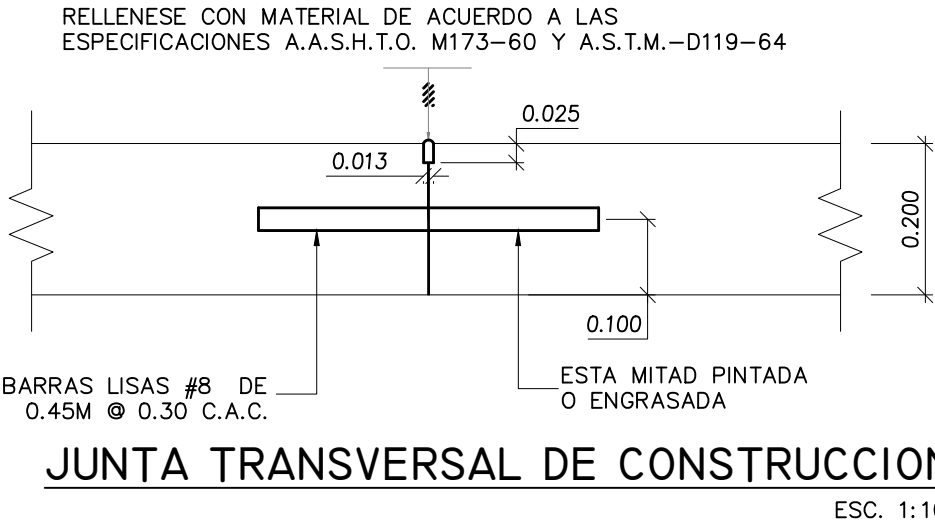 RELLENESE CON MATERIAL DE ACUERDO A LAS
ESPECIFICACIONES A.A.S.H.T.O. M173-60 Y A.S.T.M.-D119-64
0.025
0.013
0.200
0.100
BARRAS LISAS #8 DE
0.45M @ 0.30 C.A.C.
ESTA MITAD PINTADA
O ENGRASADA
JUNTA TRANSVERSAL DE CONSTRUCCION
ESC. 1:10